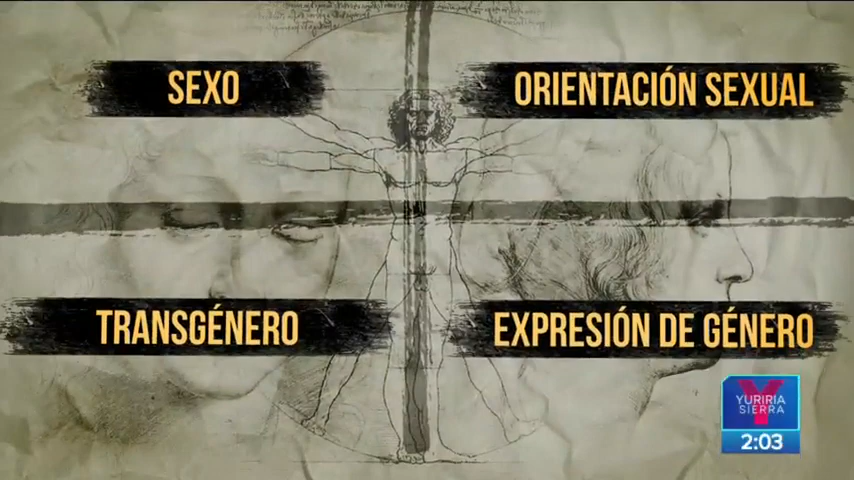 SEXO
ORIENTACIÓN SEXUAL
TRANSGÉNERO
EXPRESIÓN DE GÉNERO
YURIRIA
SIERRA
2:03